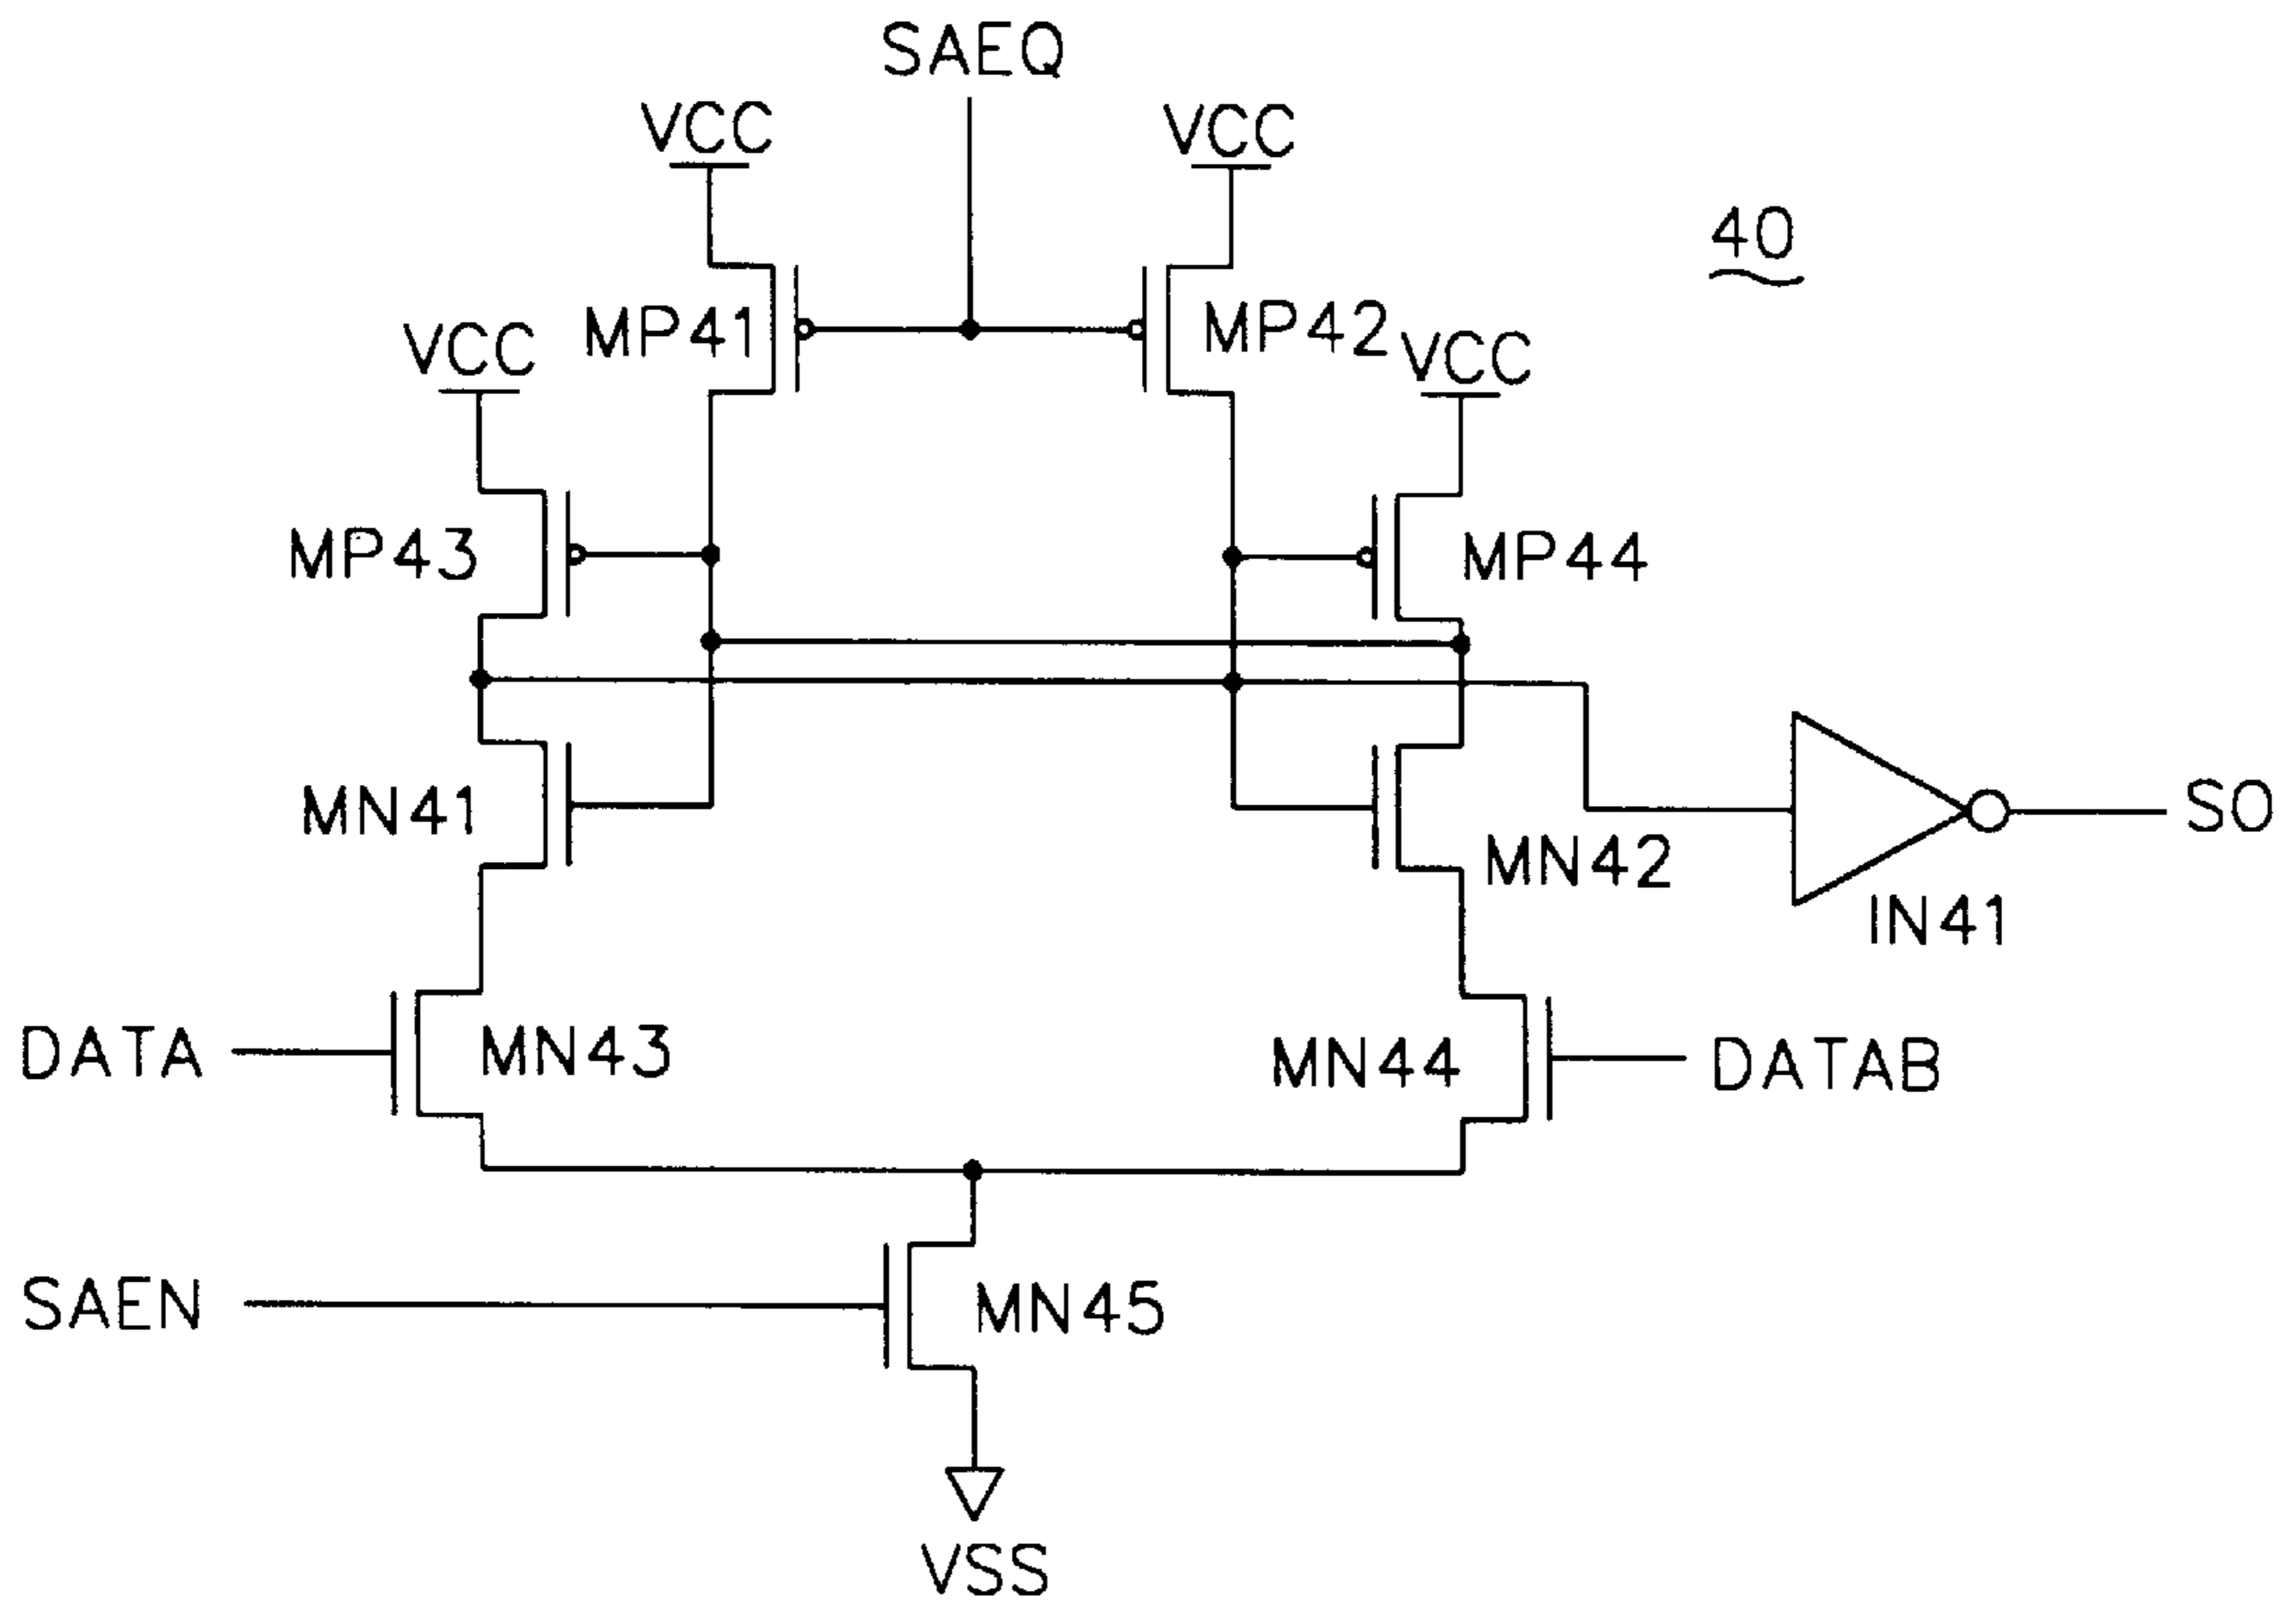 SAEQ
VCC
VCC
40
MP41
MP42
VCC
VCC
MP43
MP44
MN41
SO
MN42
IN41
DATA
MN43
MN44
DATAB
SAEN
MN45
VSS